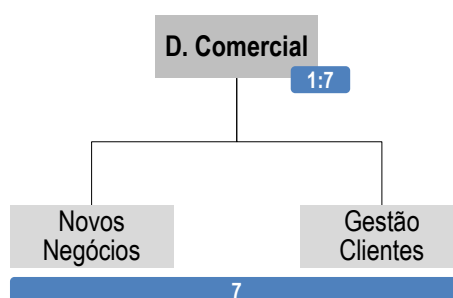 D. Comercial
1:7
Novos
Negócios
Gestão
Clientes
7